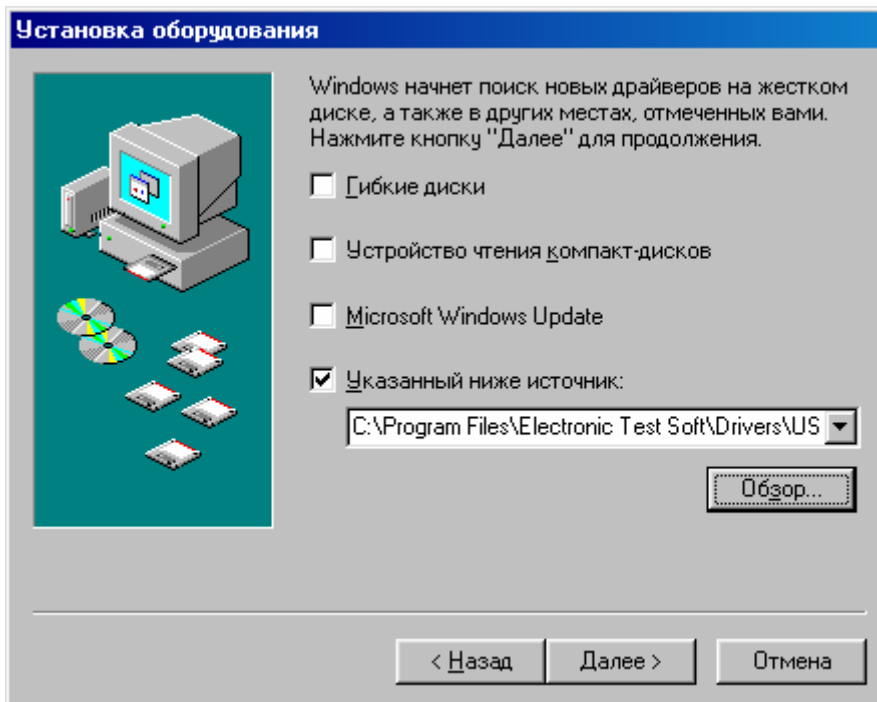 Установка оборудования
Windows начнет поиск новых драйверов на жестком
диске, а также в других местах, отмеченных вами.
Нажмите кнопку "Далее" для продолжения.
Гибкие диски
Устройство чтения компакт-дисков
Microsoft Windows Update
Указанный ниже источник:
C:\Program Files\Electronic Test Soft\Drivers\US
Обзор...
< Назад
Далее >
Отмена